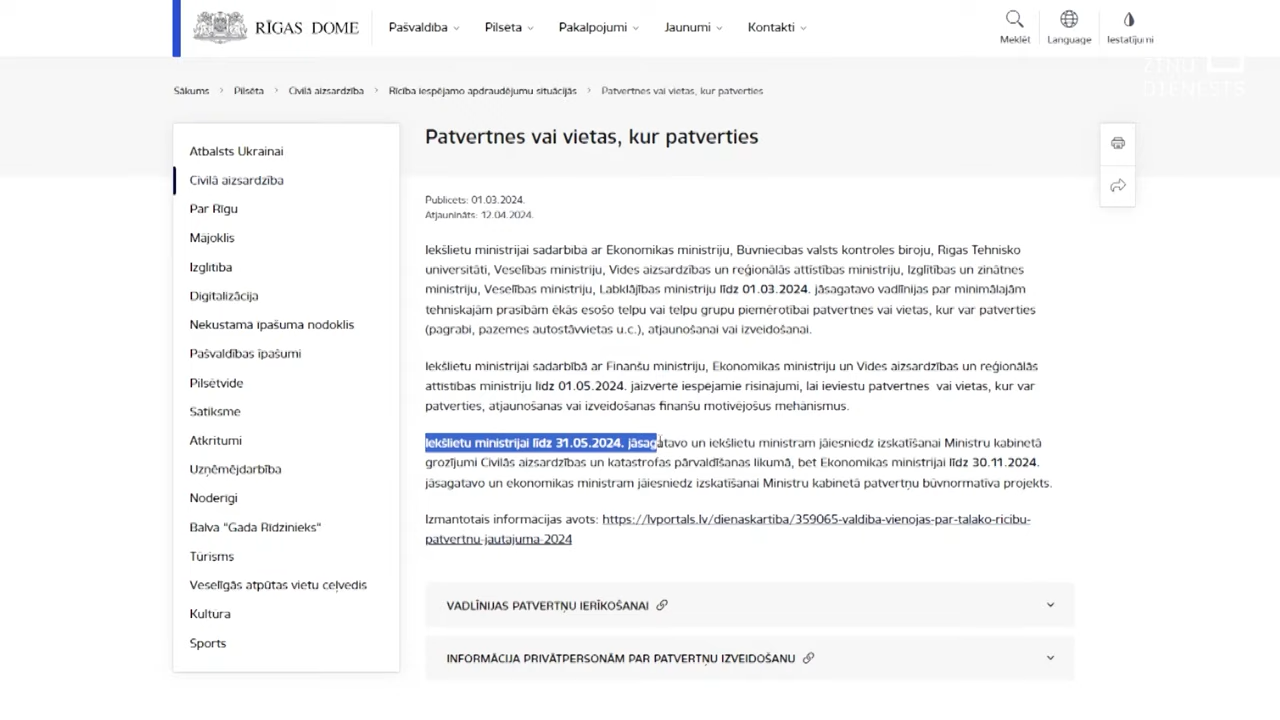 RĪGAS DOME
Pašvaldība
Pilsēta
Pakalpojumi
Jaunumi
Kontakti
Meklēt
Language
Iestatījumi
ZIŅU
DIENESTS
Sākums > Pilsēta > Civilā aizsardzība > Rīcība iespējamo apdraudējumu situācijās > Patvertnes vai vietas, kur patverties
Atbalsts Ukrainai
Civilā aizsardzība
Par Rīgu
Mājoklis
Izglītība
Digitalizācija
Nekustamā īpašuma nodoklis
Pašvaldības īpašumi
Pilsētvide
Satiksme
Atkritumi
Uzņēmējdarbība
Noderīgi
Balva "Gada Rīdzinieks"
Tūrisms
Veselīgās atpūtas vietu ceļvedis
Kultūra
Sports
Patvertnes vai vietas, kur patverties
Publicēts: 01.03.2024.
Atjaunināts: 12.04.2024.
Iekšlietu ministrijai sadarbībā ar Ekonomikas ministriju, Būvniecības valsts kontroles biroju, Rīgas Tehnisko
universitāti, Veselības ministriju, Vides aizsardzības un reģionālās attīstības ministriju, Izglītības un zinātnes
ministriju, Veselības ministriju, Labklājības ministriju līdz 01.03.2024. jāsagatavo vadlīnijas par minimālajām
tehniskajām prasībām ēkās esošo telpu vai telpu grupu piemērotībai patvertnes vai vietas, kur var patverties
(pagrabi, pazemes autostāvvietas u.c.), atjaunošanai vai izveidošanai.
Iekšlietu ministrijai sadarbībā ar Finanšu ministriju, Ekonomikas ministriju un Vides aizsardzības un reģionālās
attīstības ministriju līdz 01.05.2024. jāizvērtē iespējamie risinājumi, lai ieviestu patvertnes vai vietas, kur var
patverties, atjaunošanas vai izveidošanas finanšu motivējošus mehānismus.
Iekšlietu ministrijai līdz 31.05.2024. jāsagatavo un iekšlietu ministram jāiesniedz izskatīšanai Ministru kabinetā
grozījumi Civilās aizsardzības un katastrofas pārvaldīšanas likumā, bet Ekonomikas ministrijai līdz 30.11.2024.
jāsagatavo un ekonomikas ministram jāiesniedz izskatīšanai Ministru kabinetā patvertņu būvnormatīva projekts.
Izmantotais informācijas avots: https://lvportals.lv/dienaskartiba/359065-valdiba-vienojas-par-talako-ricibu-
patvertnu-jautajuma-2024
VADLĪNIJAS PATVERTŅU IERĪKOŠANAI
INFORMĀCIJA PRIVĀTPERSONĀM PAR PATVERTŅU IZVEIDOŠANU